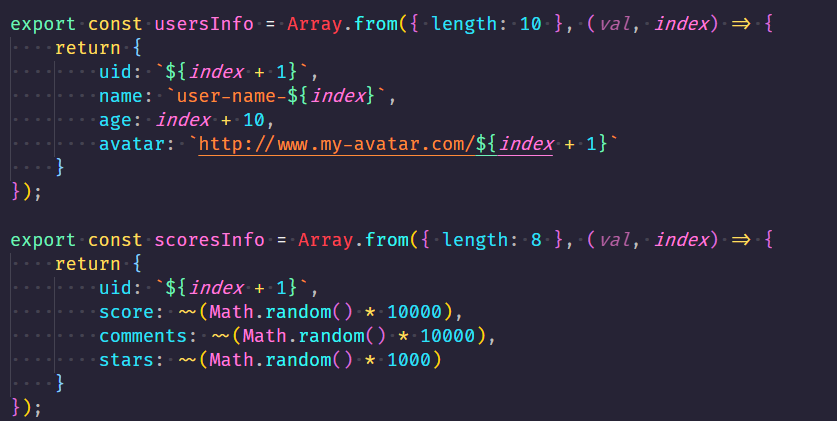 export const usersInfo = Array.from({ length: 10 }, (val, index) => {
return {
uid: `${index + 1}`,
name: `user-name-${index}`,
age: index + 10,
avatar: `http://www.my-avatar.com/${index + 1}`
}
});
export const scoresInfo = Array.from({ length: 8 }, (val, index) => {
return {
uid: `${index + 1}`,
score: ~~(Math.random() * 10000),
comments: ~~(Math.random() * 10000),
stars: ~~(Math.random() * 1000)
}
});